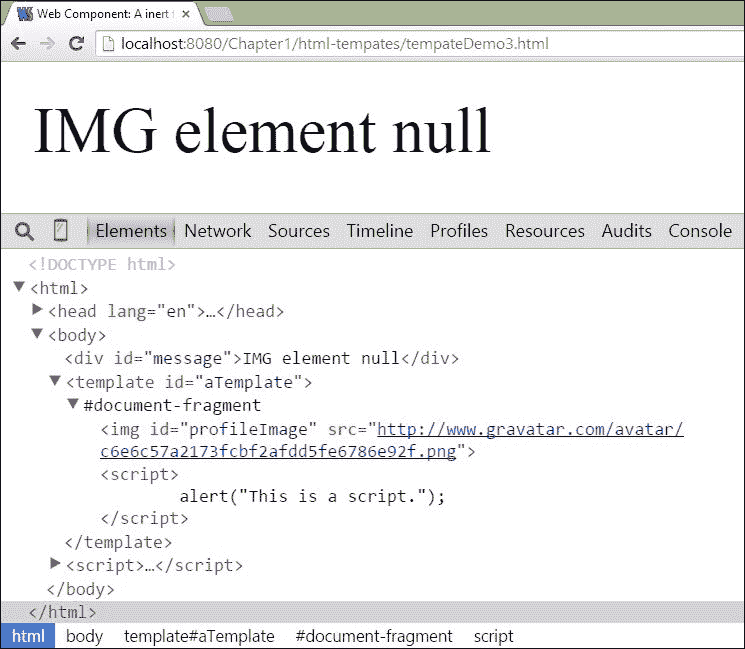 Web Component: A inert
localhost:8080/Chapter1/html-tempates/tempateDemo3.html
IMG element null
Elements Network Sources Timeline Profiles Resources Audits Console
<!DOCTYPE html>
<html>
<head lang="en">…</head>
<body>
<div id="message">IMG element null</div>
<template id="aTemplate">
#document-fragment
<img id="profileImage" src="http://www.gravatar.com/avatar/
c6e6c57a2173fcbf2afdd5fe6786e92f.png">
<script>
alert("This is a script.");
</script>
</template>
<script>…</script>
</body>
</html>
html body template#aTemplate #document-fragment script